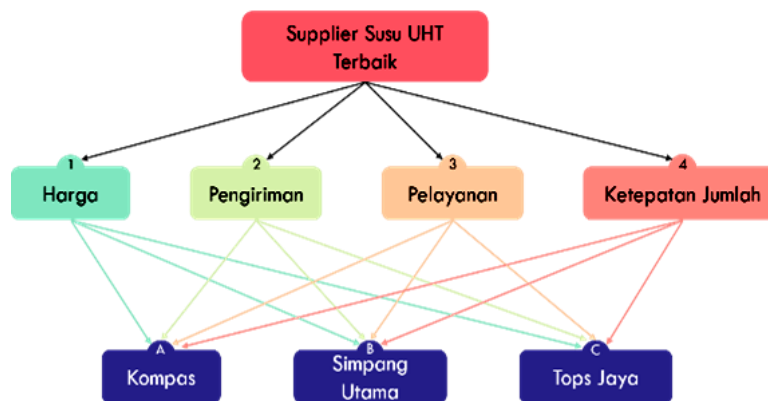 Supplier Susu UHT
Terbaik
1
2
3
4
Harga
Pengiriman
Pelayanan
Ketepatan Jumlah
A
B
C
Kompas
Simpang
Utama
Tops Jaya